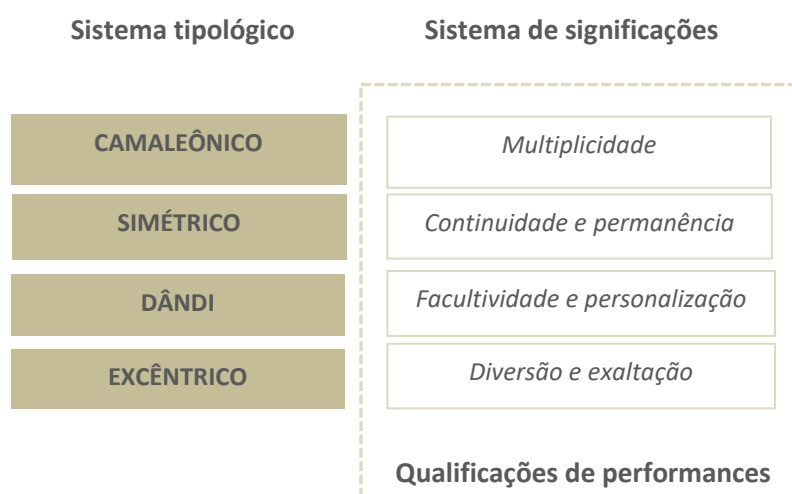 Sistema tipológico Sistema de significações
CAMALEÔNICO Multiplicidade
SIMÉTRICO Continuidade e permanência
DÂNDI Facultividade e personalização
EXCÊNTRICO Diversão e exaltação
Qualificações de performances